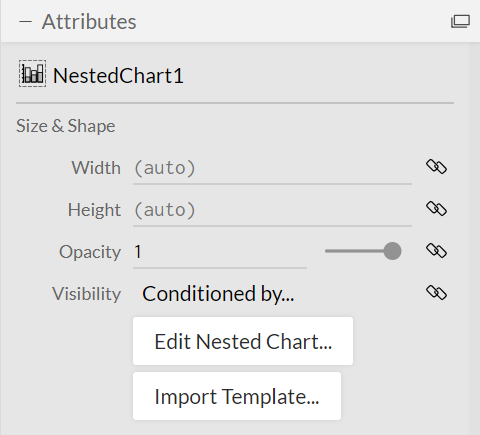 Attributes
NestedChart1
Size & Shape
Width (auto)
Height (auto)
Opacity 1
Visibility Conditioned by...
Edit Nested Chart...
Import Template...